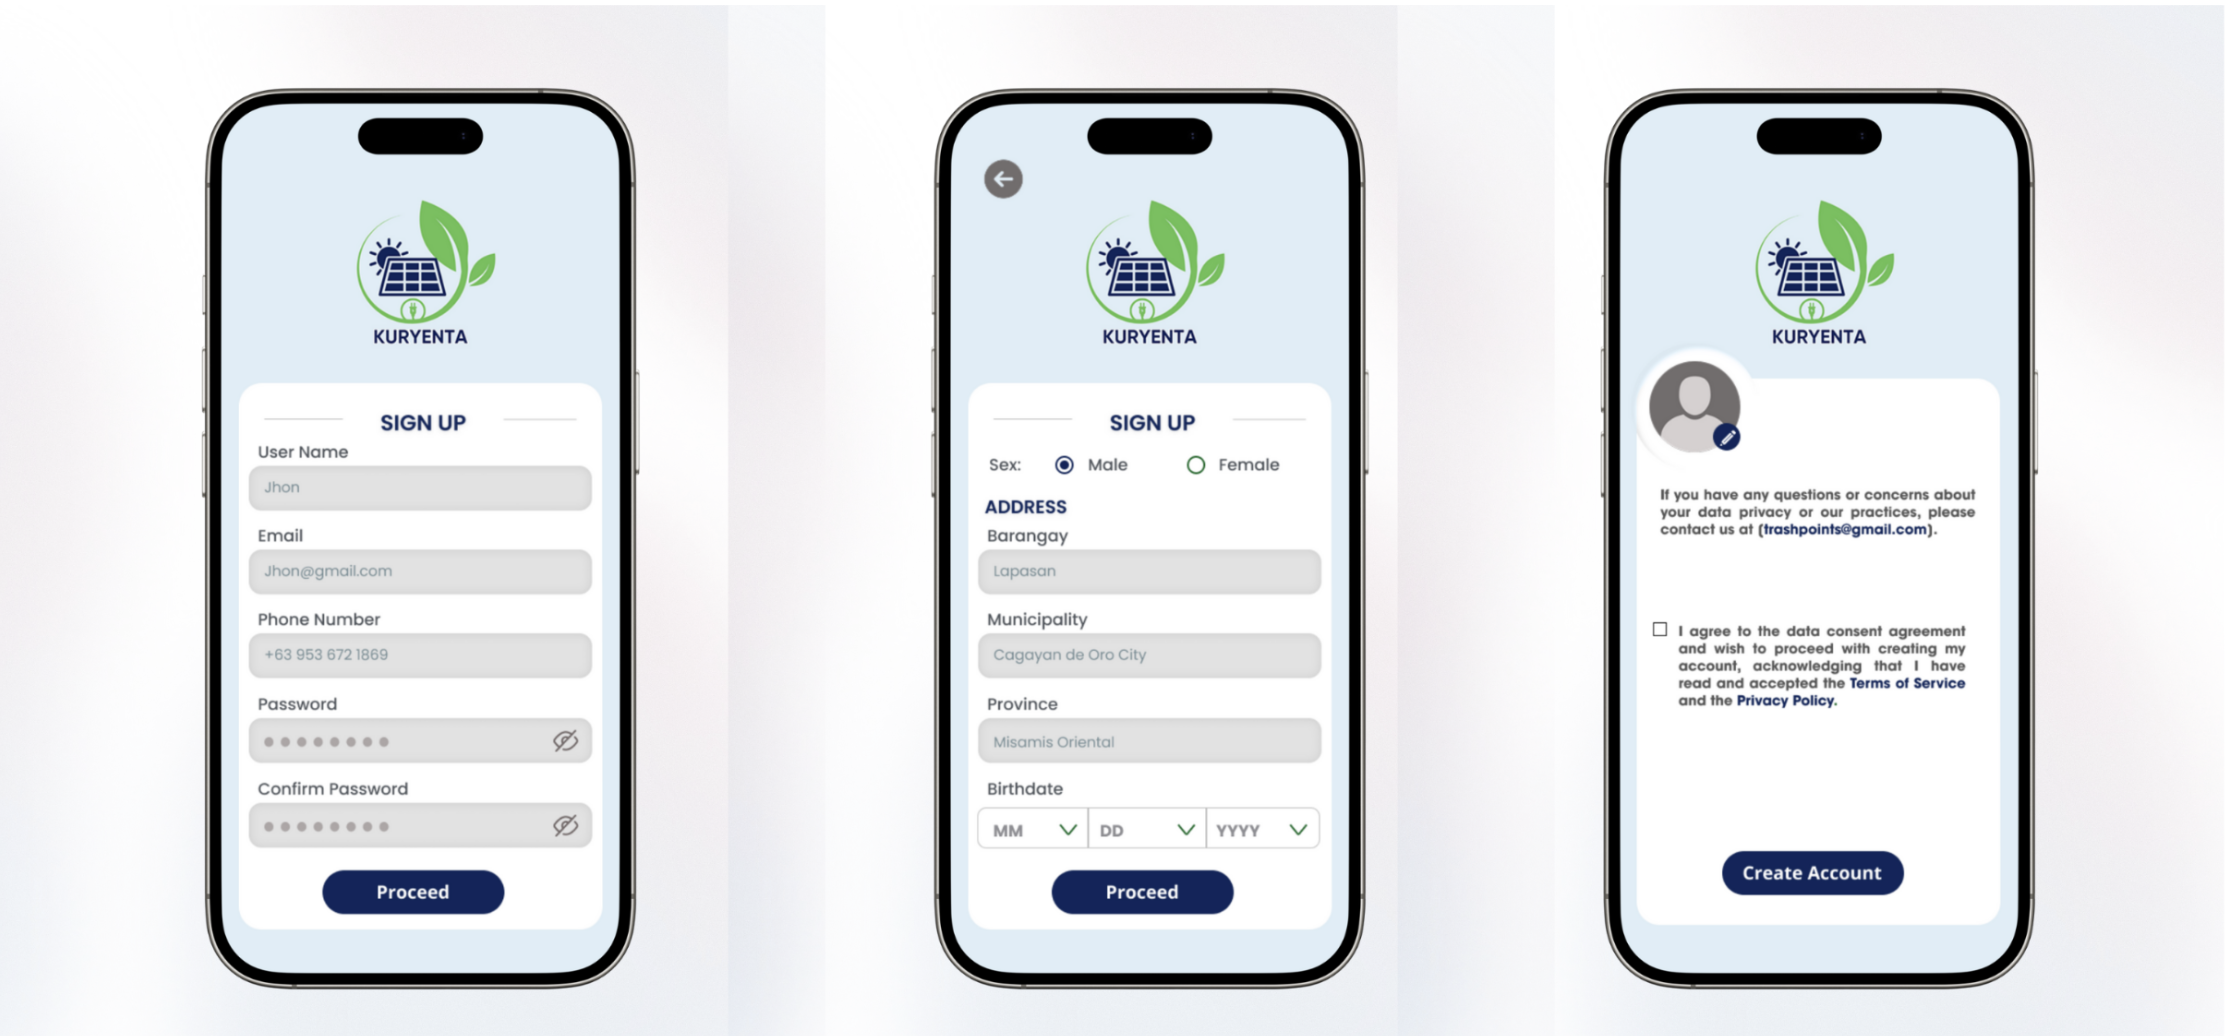 KURYENTA
SIGN UP
User Name
Jhon
Email
Jhon@gmail.com
Phone Number
+63 953 672 1869
Password
Confirm Password
Proceed
KURYENTA
SIGN UP
Sex: Male Female
ADDRESS
Barangay
Lapasan
Municipality
Cagayan de Oro City
Province
Misamis Oriental
Birthdate
MM DD YYYY
Proceed
KURYENTA
If you have any questions or concerns about
your data privacy or our practices, please
contact us at (trashpoints@gmail.com).
I agree to the data consent agreement
and wish to proceed with creating my
account, acknowledging that I have
read and accepted the Terms of Service
and the Privacy Policy.
Create Account